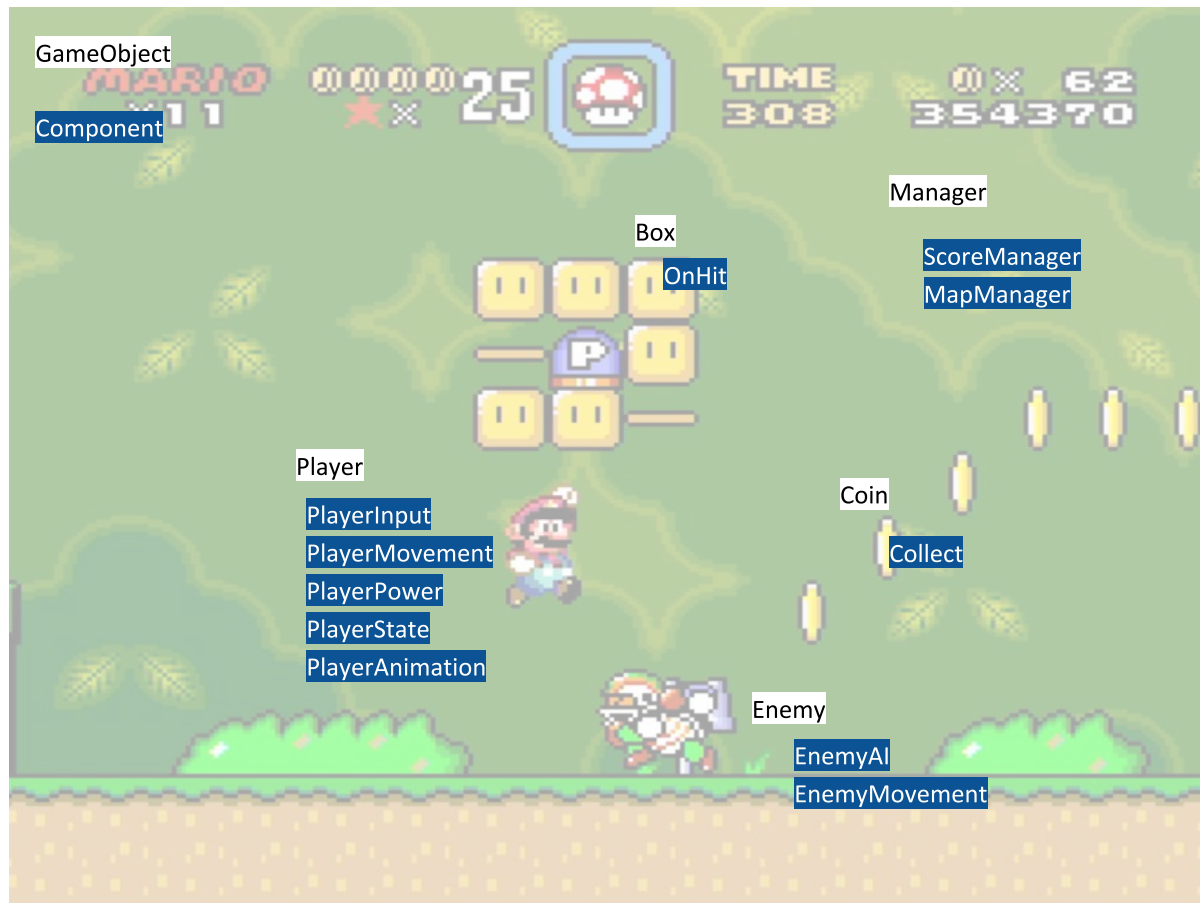 GameObject
MARIO
×11
★× 25
TIME
308
× 62
354370
Component
Manager
ScoreManager
MapManager
Box
OnHit
P
Player
PlayerInput
PlayerMovement
PlayerPower
PlayerState
PlayerAnimation
Coin
Collect
Enemy
EnemyAI
EnemyMovement